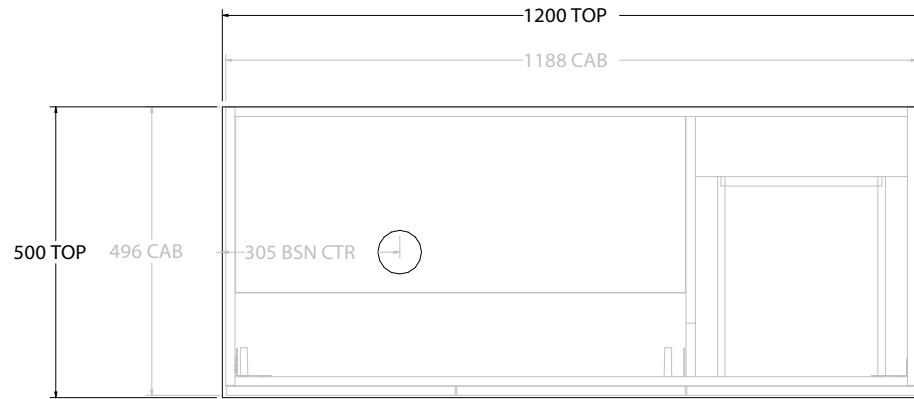 1200 TOP
1188 CAB
500 TOP
496 CAB
305 BSN CTR